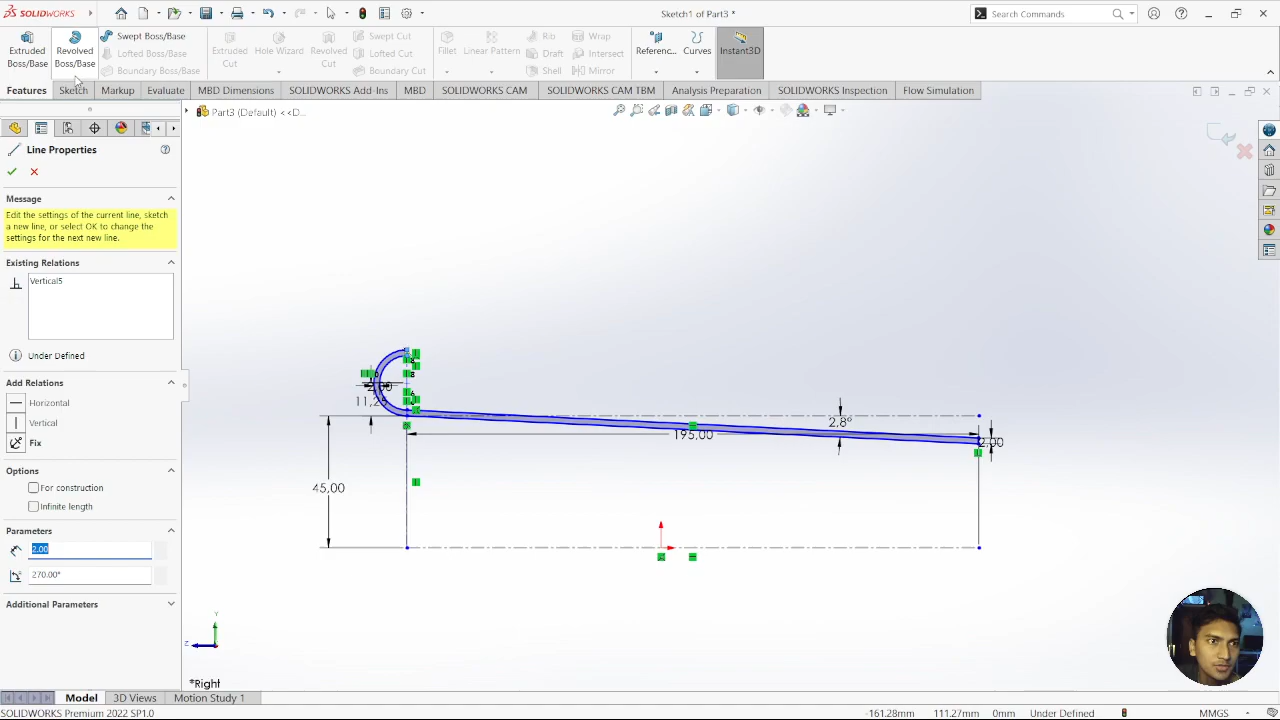 SOLIDWORKS
Sketch1 of Part3 *
Search Commands
Extruded Boss/Base
Revolved Boss/Base
Swept Boss/Base
Lofted Boss/Base
Boundary Boss/Base
Extruded Cut
Hole Wizard
Revolved Cut
Swept Cut
Lofted Cut
Boundary Cut
Fillet
Linear Pattern
Rib
Draft
Shell
Wrap
Intersect
Mirror
Referenc...
Curves
Instant3D
Features
Sketch
Markup
Evaluate
MBD Dimensions
SOLIDWORKS Add-Ins
MBD
SOLIDWORKS CAM
SOLIDWORKS CAM TBM
Analysis Preparation
SOLIDWORKS Inspection
Flow Simulation
Part3 (Default) <<D...
Line Properties
Message
Edit the settings of the current line, sketch
a new line, or select OK to change the
settings for the next new line.
Existing Relations
Vertical5
Under Defined
Add Relations
Horizontal
Vertical
Fix
Options
For construction
Infinite length
Parameters
2.00
270.00°
Additional Parameters
2,00
11,25
2,8°
195.00
2,00
45,00
Y
Z
*Right
Model
3D Views
Motion Study 1
SOLIDWORKS Premium 2022 SP1.0
-161.28mm
111.27mm
0mm
Under Defined
MMGS